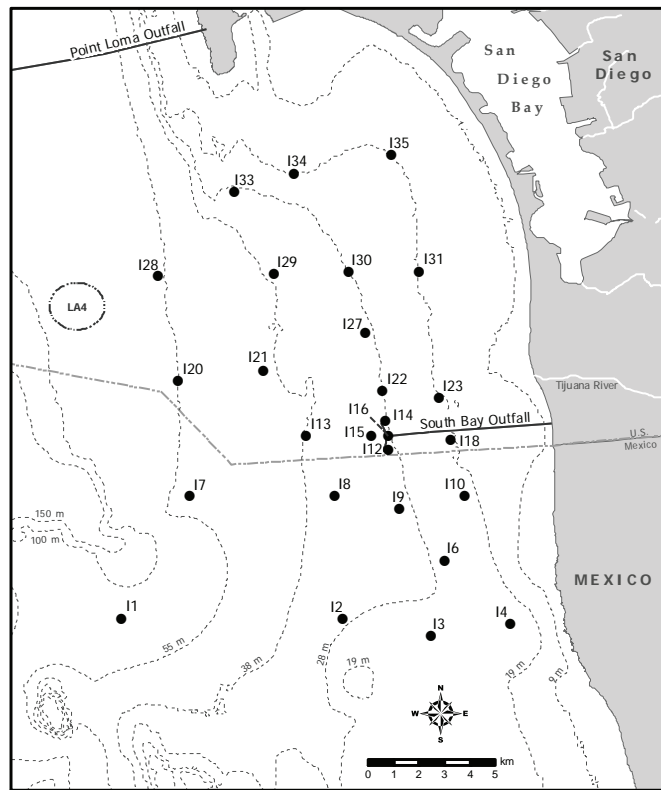 Point Loma Outfall
San
Diego
Bay
San
Diego
I35
I34
I33
I28
I29
I30
I31
LA4
I27
I21
I20
I22
I23
I16
I14
South Bay Outfall
Tijuana River
I13
I15
I18
I12
U.S.
Mexico
I7
I8
I9
I10
150 m
100 m
I6
MEXICO
I1
I2
I3
I4
55 m
38 m
28 m
19 m
19 m
9 m
N
W
E
S
km
0 1 2 3 4 5